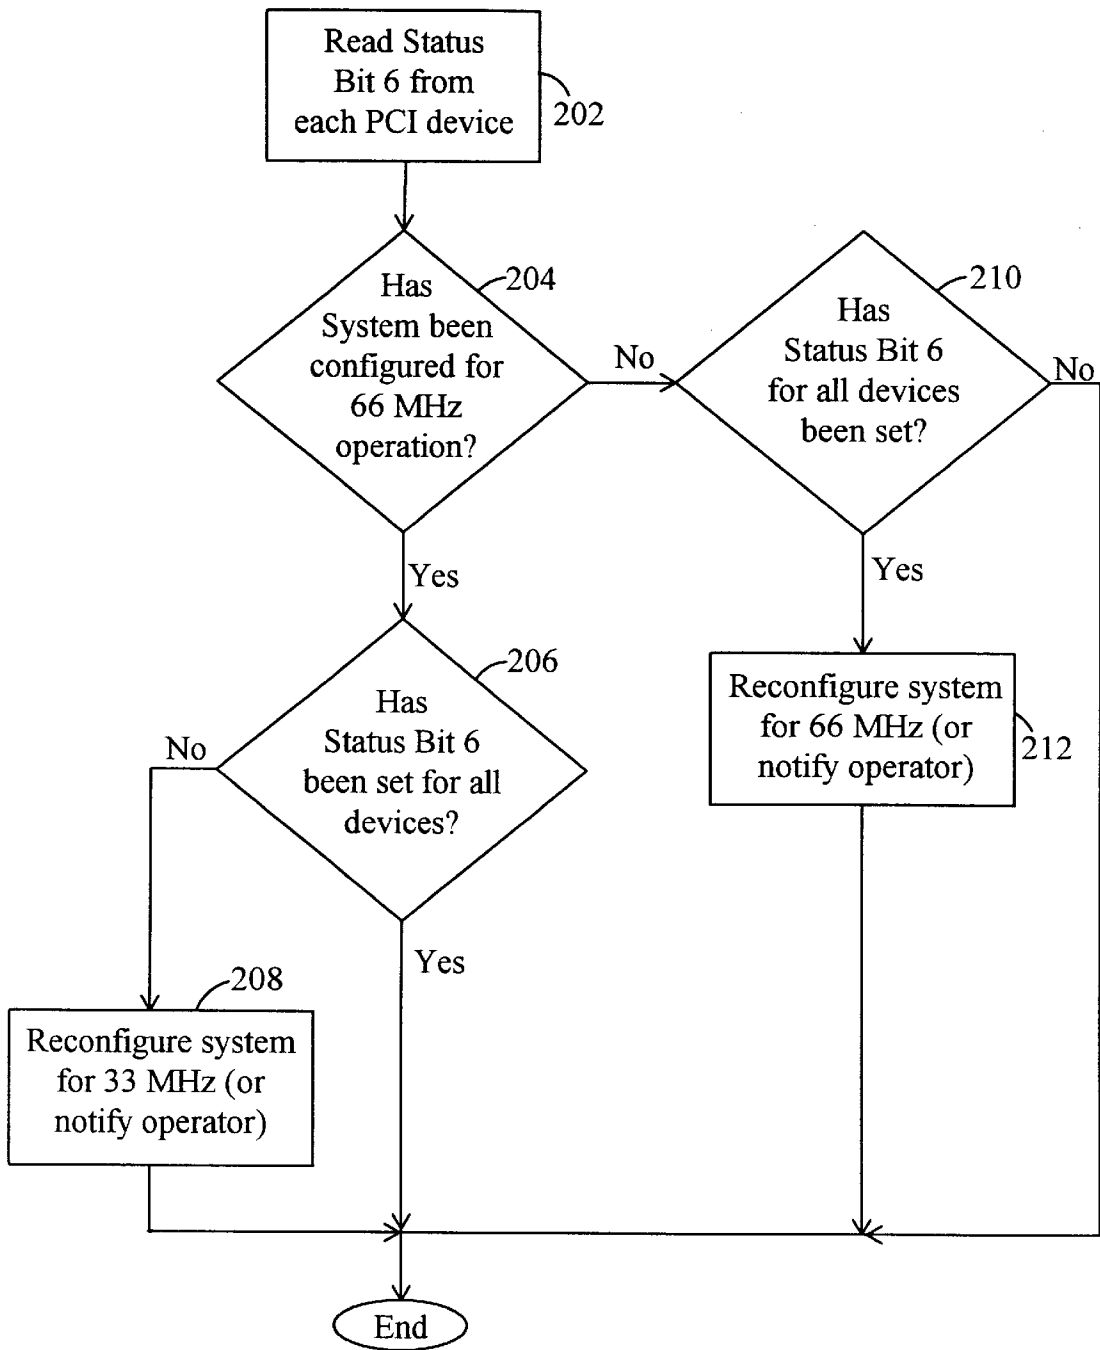 Read Status
Bit 6 from
each PCI device
202
Has
System been
configured for
66 MHz
operation?
204
No
Has
Status Bit 6
for all devices
been set?
210
No
Yes
Yes
Has
Status Bit 6
been set for all
devices?
206
No
Reconfigure system
for 66 MHz (or
notify operator)
212
Yes
208
Reconfigure system
for 33 MHz (or
notify operator)
End